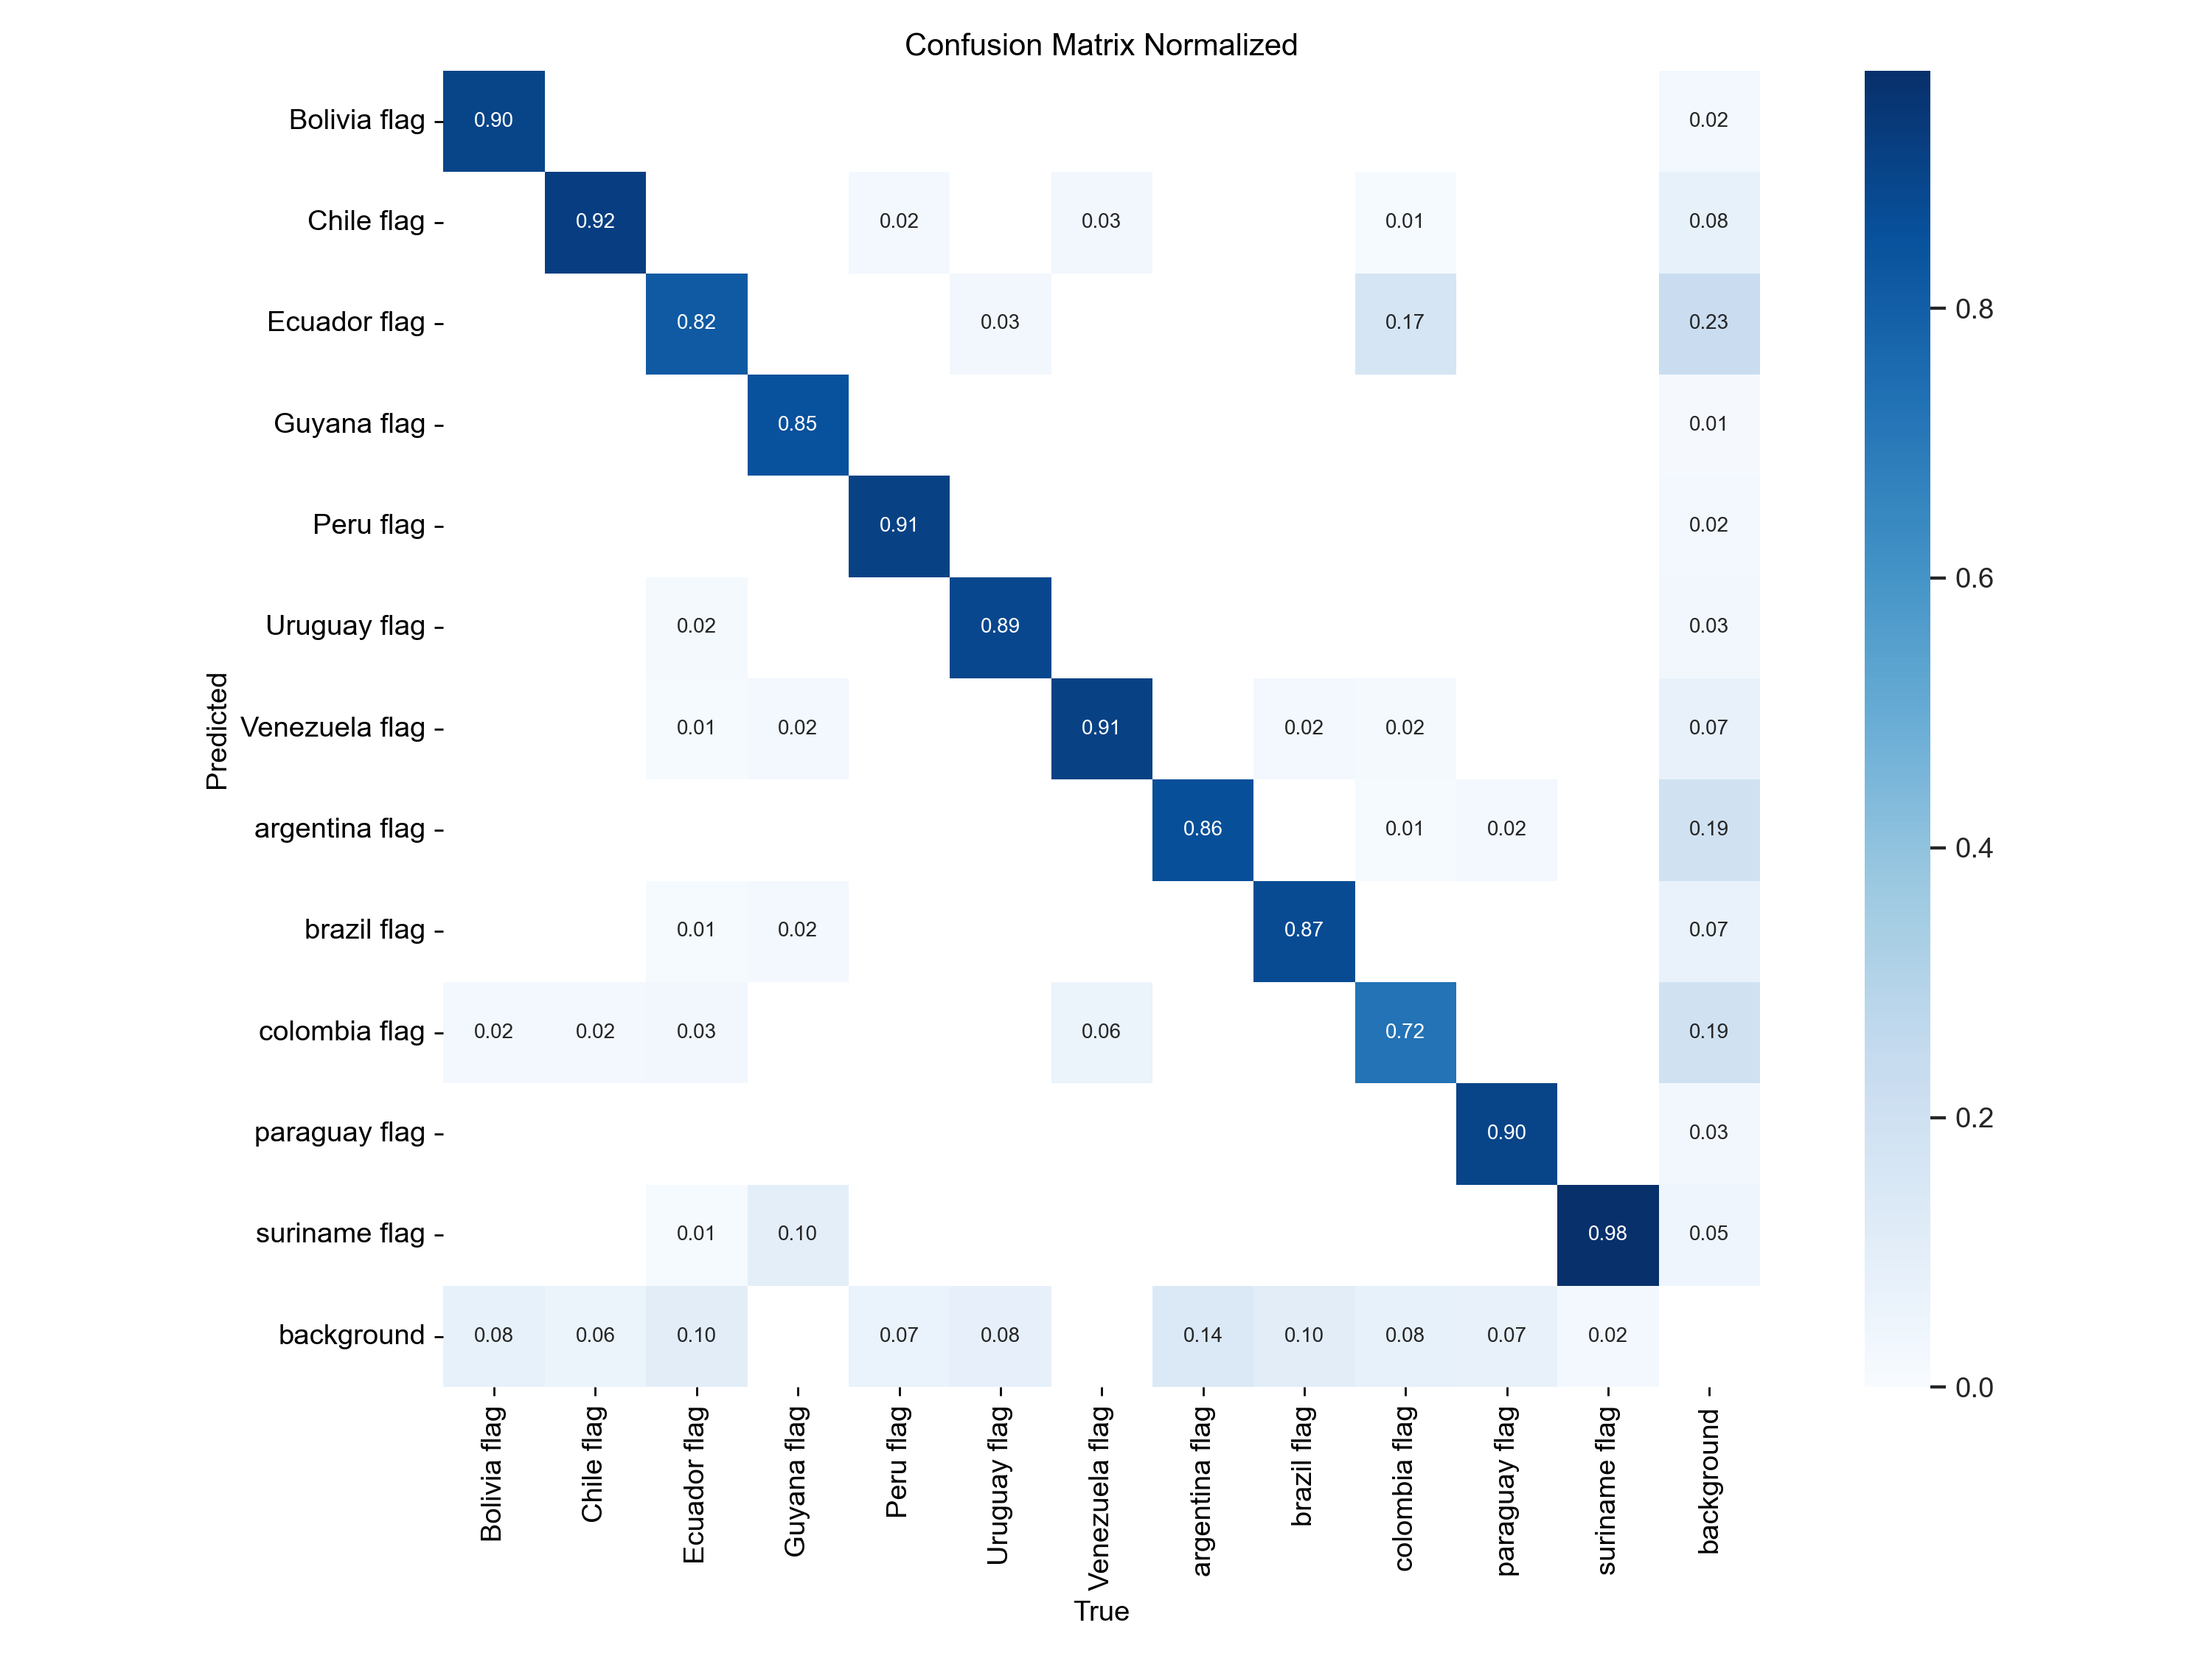 Confusion Matrix Normalized
Bolivia flag 0.90 0.02
Chile flag 0.92 0.02 0.03 0.01 0.08
Ecuador flag 0.82 0.03 0.17 0.23 0.8
Guyana flag 0.85 0.01
Peru flag 0.91 0.02
0.6
Uruguay flag 0.02 0.89 0.03
Predicted
Venezuela flag 0.01 0.02 0.91 0.02 0.02 0.07
argentina flag 0.86 0.01 0.02 0.19 0.4
brazil flag 0.01 0.02 0.87 0.07
colombia flag 0.02 0.02 0.03 0.06 0.72 0.19
paraguay flag 0.90 0.03 0.2
suriname flag 0.01 0.10 0.98 0.05
background 0.08 0.06 0.10 0.07 0.08 0.14 0.10 0.08 0.07 0.02
0.0
Bolivia flag
Chile flag
Ecuador flag
Guyana flag
Peru flag
Uruguay flag
Venezuela flag
argentina flag
brazil flag
colombia flag
paraguay flag
suriname flag
background
True